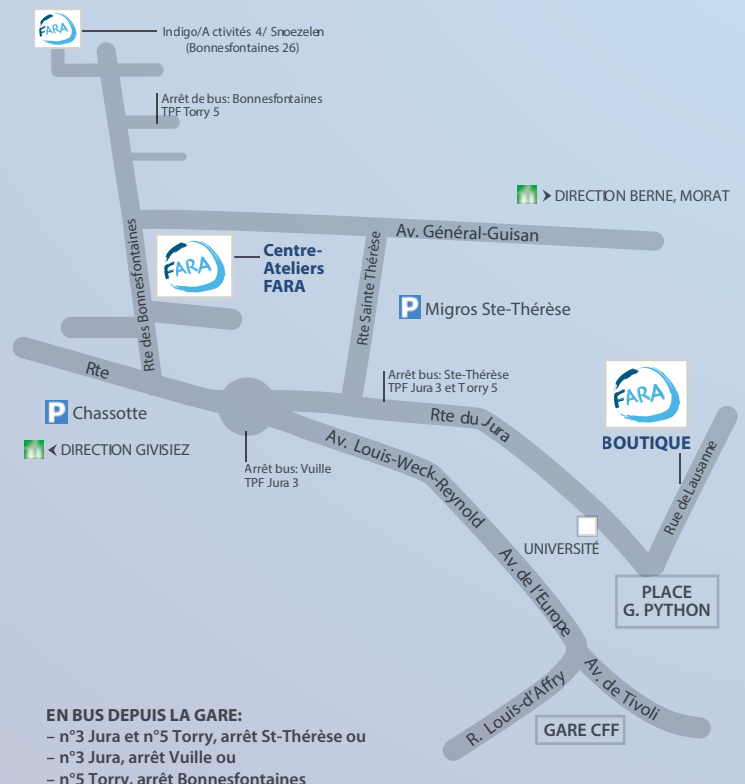 FARA
Indigo/Activités 4/ Snoezelen
(Bonnesfontaines 26)
Arrêt de bus: Bonnesfontaines
TPF Torry 5
DIRECTION BERNE, MORAT
Av. Général-Guisan
FARA
Centre-
Ateliers
FARA
Rte des Bonnesfontaines
Rte Sainte Thérèse
P Migros Ste-Thérèse
Rte
Arrêt bus: Ste-Thérèse
TPF Jura 3 et Torry 5
FARA
BOUTIQUE
P Chassotte
Rte du Jura
DIRECTION GIVISIEZ
Av. Louis-Weck-Reynold
Rue de Lausanne
Arrêt bus: Vuille
TPF Jura 3
UNIVERSITÉ
Av. de l'Europe
PLACE
G. PYTHON
R. Louis-d'Affry
Av. de Tivoli
GARE CFF
EN BUS DEPUIS LA GARE:
– n°3 Jura et n°5 Torry, arrêt St-Thérèse ou
– n°3 Jura, arrêt Vuille ou
– n°5 Torry, arrêt Bonnesfontaines